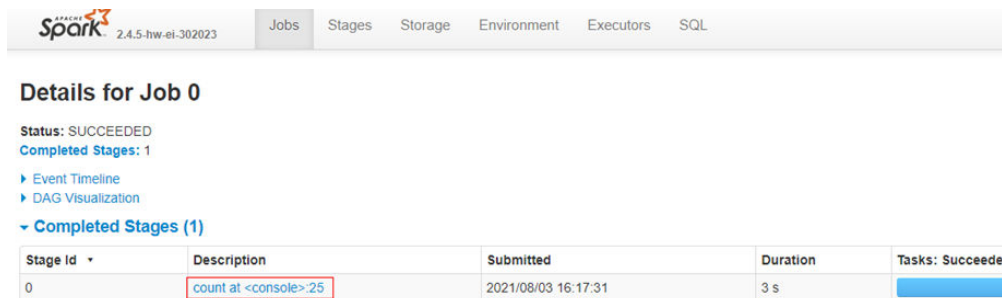 APACHE Spark 2.4.5-hw-ei-302023 Jobs Stages Storage Environment Executors SQL
Details for Job 0
Status: SUCCEEDED
Completed Stages: 1
Event Timeline
DAG Visualization
Completed Stages (1)
Stage Id Description Submitted Duration Tasks: Succeede
0 count at <console>:25 2021/08/03 16:17:31 3 s